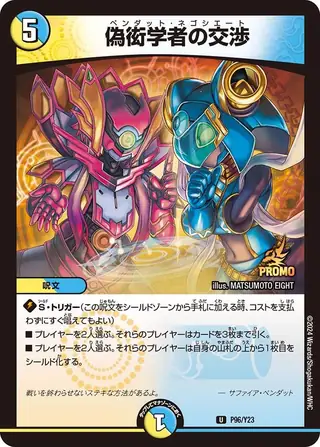 5
ペンダット・ネゴシエート
偽衒学者の交渉
PROMO
illus. MATSUMOTO EIGHT
呪文
S・トリガー(この呪文をシールドゾーンから手札に加える時、コストを支
払わずにすぐ唱えてもよい)
■プレイヤーを2人選ぶ。それらのプレイヤーはカードを3枚まで引く。
■プレイヤーを2人選ぶ。それらのプレイヤーは自身の山札の上から1枚目を
シールド化する。
戦いを終わらせないステキな方法があるよ。 ── サファイア・ペンダット
1
U P96/Y23
©2024 Wizards/Shogakukan/WHC